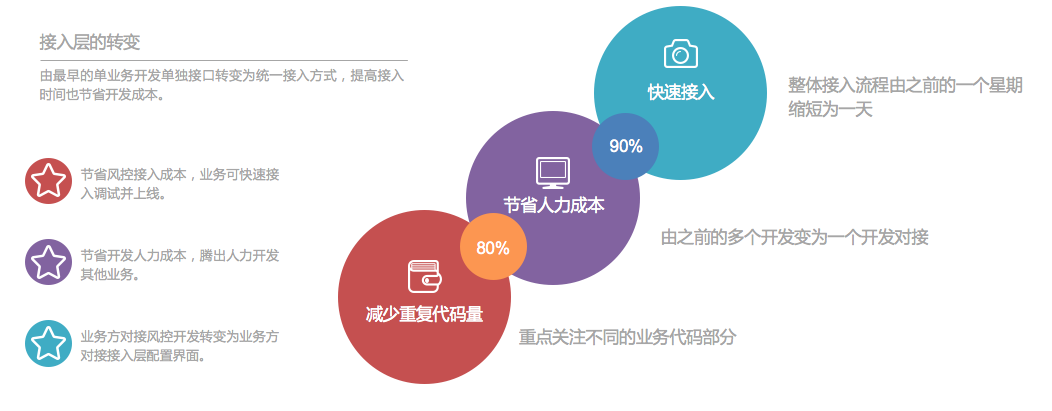 接入层的转变
由最早的单业务开发单独接口转变为统一接入方式，提高接入
时间也节省开发成本。
节省风控接入成本，业务可快速接
入调试并上线。
节省开发人力成本，腾出人力开发
其他业务。
业务方对接风控开发转变为业务方
对接接入层配置界面。
快速接入
整体接入流程由之前的一个星期
缩短为一天
90%
节省人力成本
由之前的多个开发变为一个开发对接
80%
减少重复代码量
重点关注不同的业务代码部分